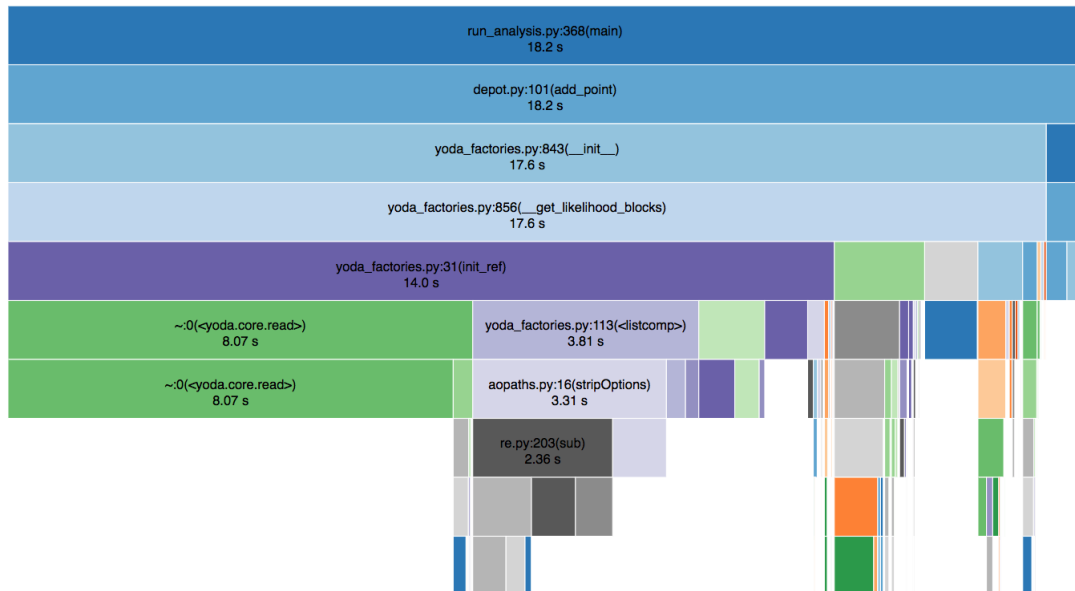 run_analysis.py:368(main)
18.2 s
depot.py:101(add_point)
18.2 s
yoda_factories.py:843(__init__)
17.6 s
yoda_factories.py:856(__get_likelihood_blocks)
17.6 s
yoda_factories.py:31(init_ref)
14.0 s
~:0(<yoda.core.read>)
8.07 s
yoda_factories.py:113(<listcomp>)
3.81 s
~:0(<yoda.core.read>)
8.07 s
aopaths.py:16(stripOptions)
3.31 s
re.py:203(sub)
2.36 s